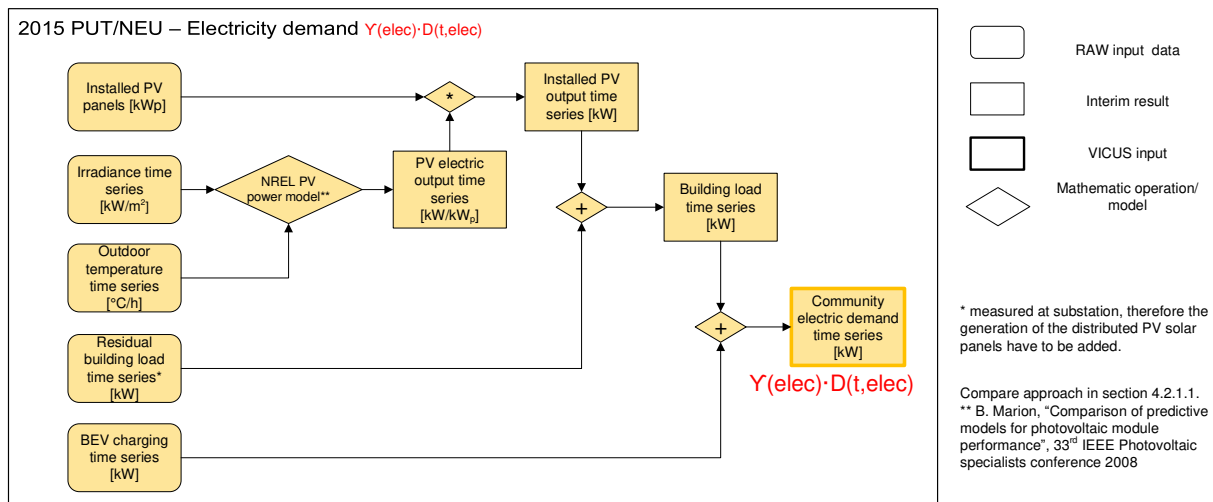 2015 PUT/NEU – Electricity demand ϒ(elec)·D(t,elec)
Installed PV
panels [kWp]
*
Installed PV
output time
series [kW]
Irradiance time
series
[kW/m²]
NREL PV
power model**
PV electric
output time
series
[kW/kWₚ]
+
Building load
time series
[kW]
Outdoor
temperature
time series
[°C/h]
Residual
building load
time series*
[kW]
+
Community
electric demand
time series
[kW]
ϒ(elec)·D(t,elec)
BEV charging
time series
[kW]
RAW input data
Interim result
VICUS input
Mathematic operation/
model
* measured at substation, therefore the
generation of the distributed PV solar
panels have to be added.
Compare approach in section 4.2.1.1.
** B. Marion, “Comparison of predictive
models for photovoltaic module
performance”, 33ʳᵈ IEEE Photovoltaic
specialists conference 2008